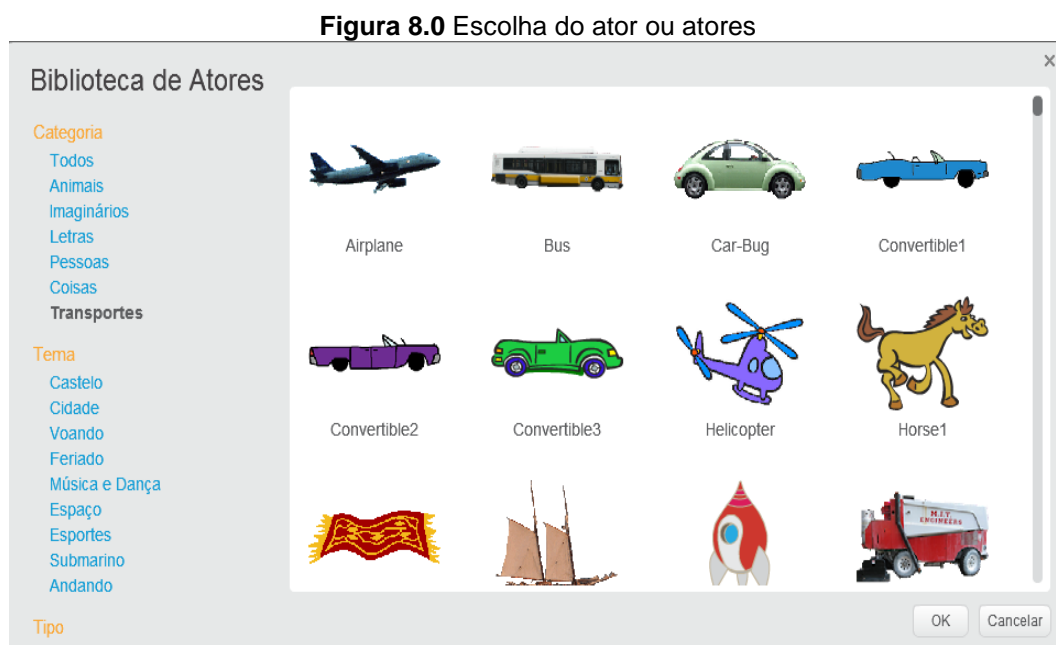 Figura 8.0 Escolha do ator ou atores
Biblioteca de Atores
X
Categoria
Todos
Animais
Imaginários
Letras
Pessoas
Coisas
Transportes
Tema
Castelo
Cidade
Voando
Feriado
Música e Dança
Espaço
Esportes
Submarino
Andando
Tipo
Airplane
Bus
Car-Bug
Convertible1
Convertible2
Convertible3
Helicopter
Horse1
M.I.T.
ENGINEERS
OK
Cancelar